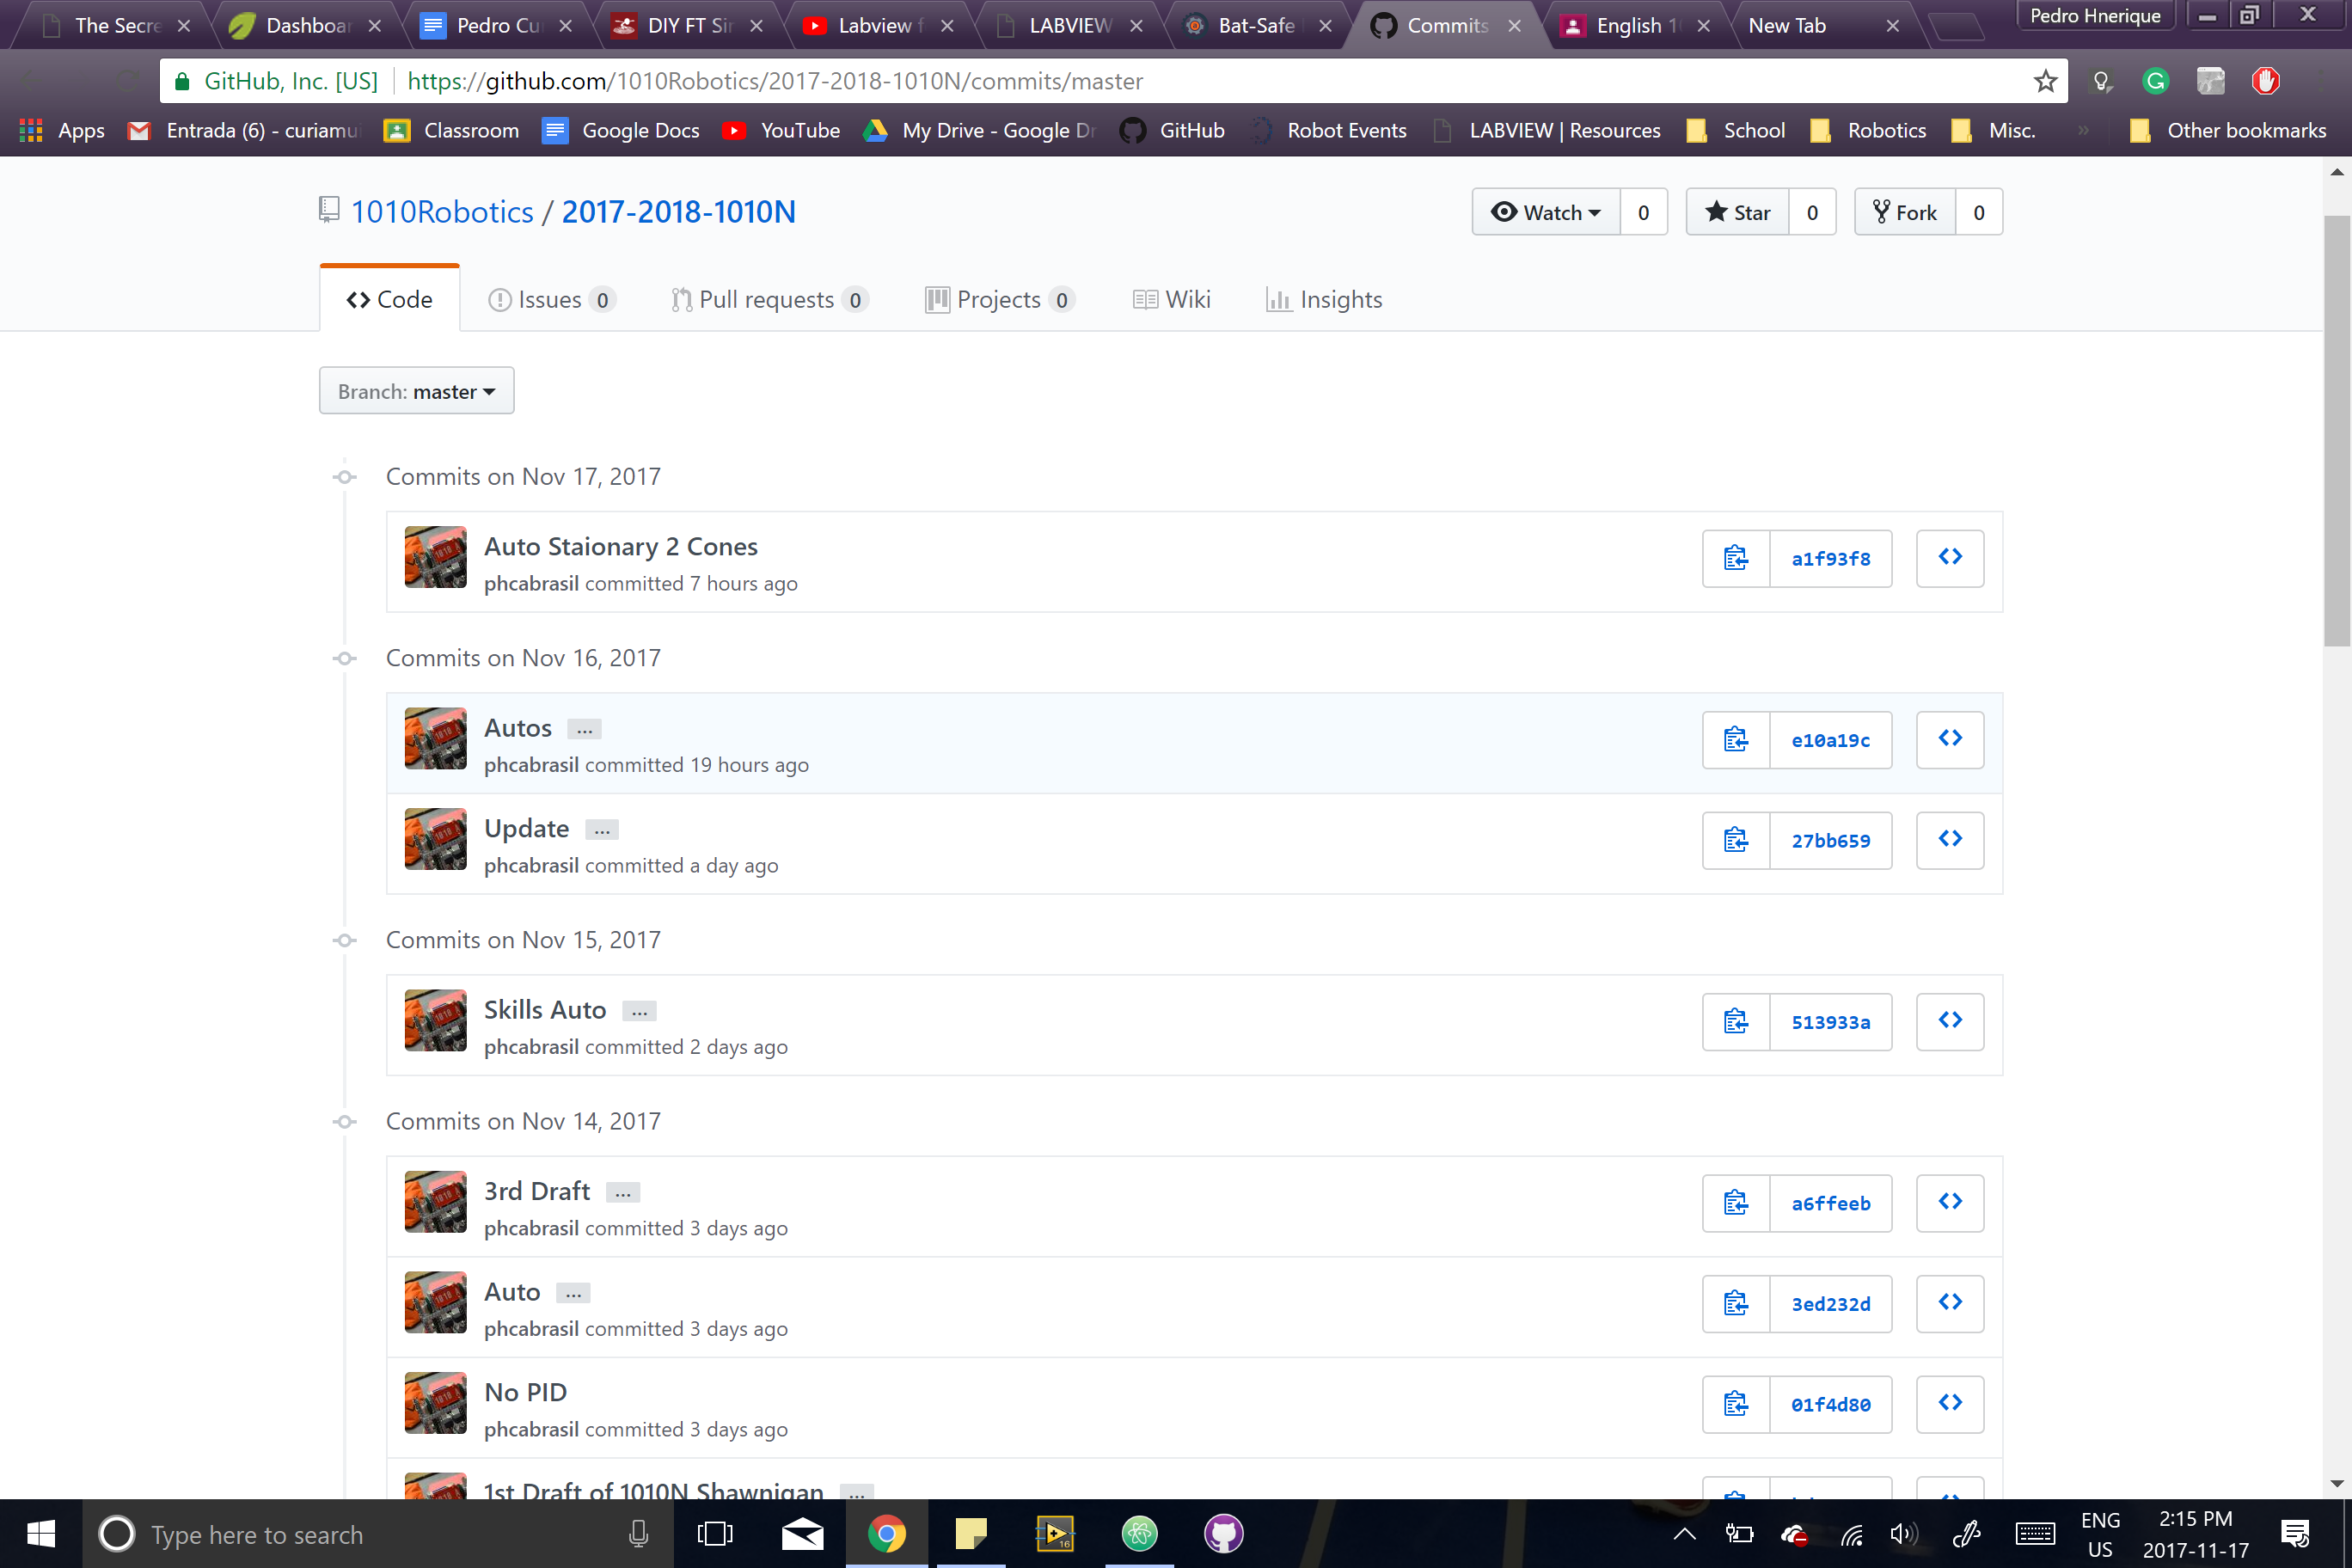 The Secre
Dashboar
Pedro Cu
DIY FT Sir
Labview f
LABVIEW
Bat-Safe
Commits
English 1
New Tab
Pedro Hnerique
GitHub, Inc. [US] https://github.com/1010Robotics/2017-2018-1010N/commits/master
Apps Entrada (6) - curiamu Classroom Google Docs YouTube My Drive - Google Dr GitHub Robot Events LABVIEW | Resources School Robotics Misc. » Other bookmarks
1010Robotics / 2017-2018-1010N
Watch 0 Star 0 Fork 0
Code Issues 0 Pull requests 0 Projects 0 Wiki Insights
Branch: master
Commits on Nov 17, 2017
Auto Staionary 2 Cones
phcabrasil committed 7 hours ago
a1f93f8
Commits on Nov 16, 2017
Autos ...
phcabrasil committed 19 hours ago
e10a19c
Update ...
phcabrasil committed a day ago
27bb659
Commits on Nov 15, 2017
Skills Auto ...
phcabrasil committed 2 days ago
513933a
Commits on Nov 14, 2017
3rd Draft ...
phcabrasil committed 3 days ago
a6ffeeb
Auto ...
phcabrasil committed 3 days ago
3ed232d
No PID
phcabrasil committed 3 days ago
01f4d80
1st Draft of 1010N Shawnigan ...
Type here to search
16
ENG
US
2:15 PM
2017-11-17